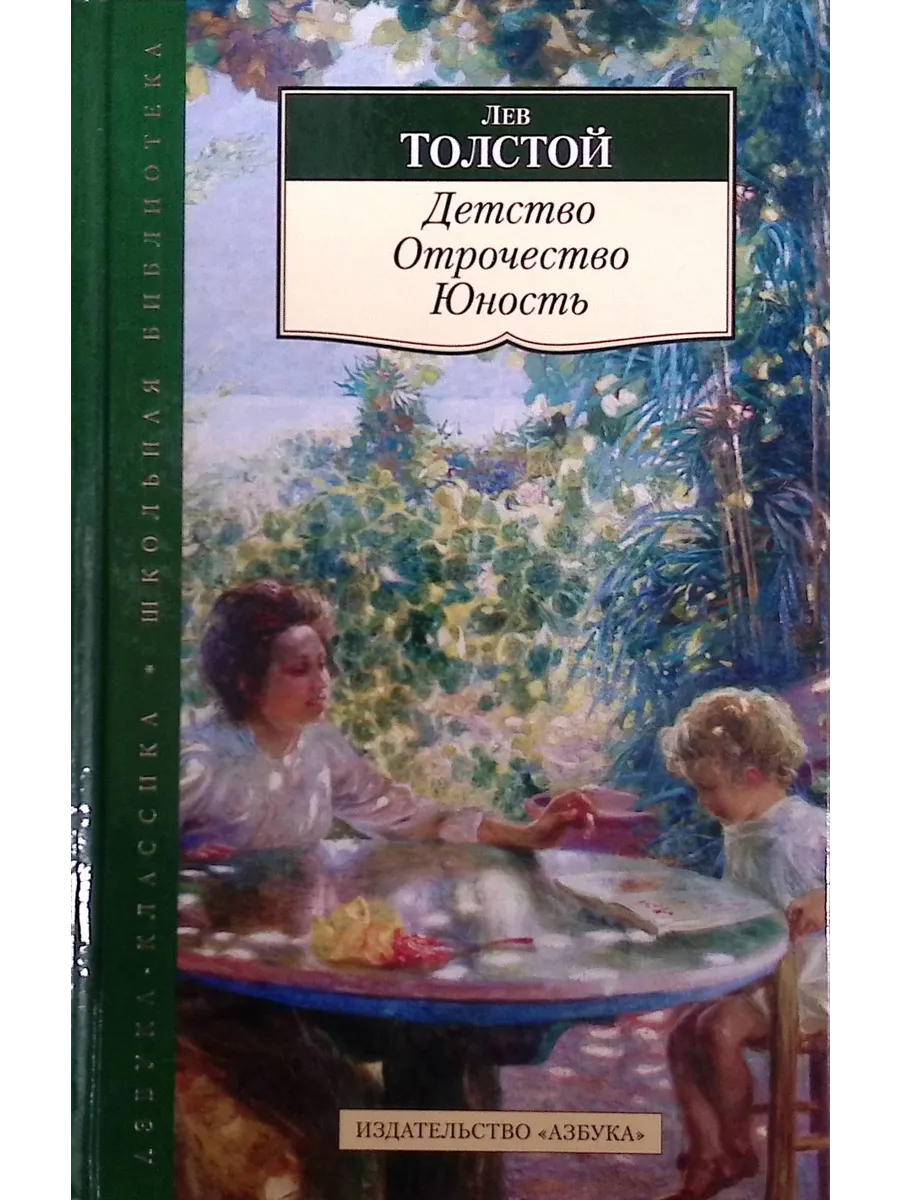 Лев
ТОЛСТОЙ
Детство
Отрочество
Юность
АЗБУКА-КЛАССИКА • ШКОЛЬНАЯ БИБЛИОТЕКА
ИЗДАТЕЛЬСТВО «АЗБУКА»